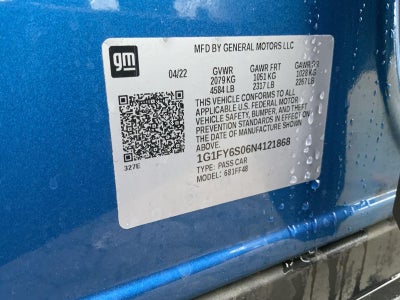 gm
MFD BY GENERAL MOTORS LLC
04/22 GVWR GAWR FRT GAWR RR
2079 KG 1051 KG 1028 KG
4584 LB 2317 LB 2267 LB
THIS VEHICLE CONFORMS TO ALL
APPLICABLE U.S. FEDERAL MOTOR
VEHICLE SAFETY, BUMPER, AND THEFT
PREVENTION STANDARDS IN EFFECT ON
THE DATE OF MANUFACTURE SHOWN
ABOVE.
1G1FY6S06N4121868
TYPE: PASS CAR
MODEL: 681FF48
327E